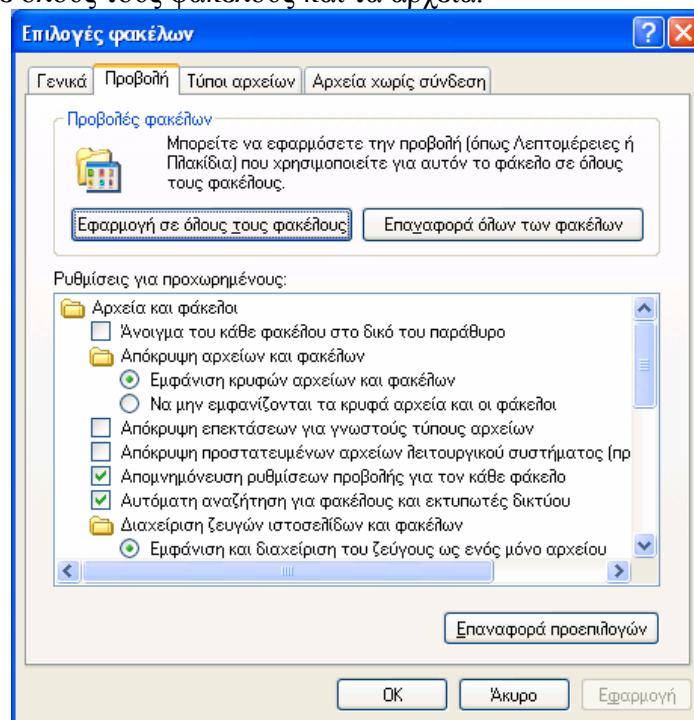 όλους τους φακέλους και τα αρχεία.
Επιλογές φακέλων
Γενικά Προβολή Τύποι αρχείων Αρχεία χωρίς σύνδεση
Προβολές φακέλων
Μπορείτε να εφαρμόσετε την προβολή (όπως Λεπτομέρειες ή
Πλακίδια) που χρησιμοποιείτε για αυτόν το φάκελο σε όλους
τους φακέλους.
Εφαρμογή σε όλους τους φακέλους Επαναφορά όλων των φακέλων
Ρυθμίσεις για προχωρημένους:
Αρχεία και φάκελοι
Άνοιγμα του κάθε φακέλου στο δικό του παράθυρο
Απόκρυψη αρχείων και φακέλων
Εμφάνιση κρυφών αρχείων και φακέλων
Να μην εμφανίζονται τα κρυφά αρχεία και οι φάκελοι
Απόκρυψη επεκτάσεων για γνωστούς τύπους αρχείων
Απόκρυψη προστατευμένων αρχείων λειτουργικού συστήματος (πρ
Απομνημόνευση ρυθμίσεων προβολής για τον κάθε φάκελο
Αυτόματη αναζήτηση για φακέλους και εκτυπωτές δικτύου
Διαχείριση ζευγών ιστοσελίδων και φακέλων
Εμφάνιση και διαχείριση του ζεύγους ως ενός μόνο αρχείου
Επαναφορά προεπιλογών
OK Άκυρο Εφαρμογή